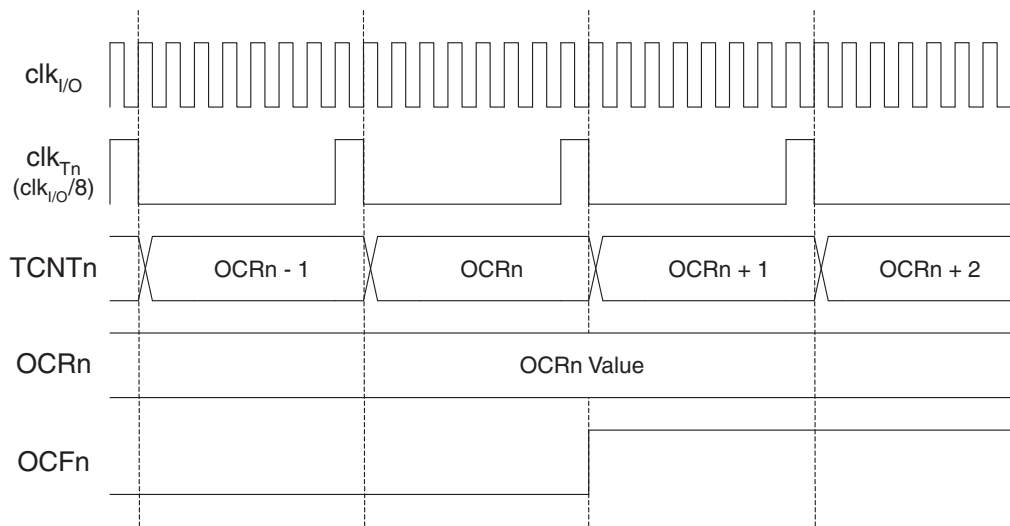 clkI/O
clkTn
(clkI/O/8)
TCNTn
OCRn - 1
OCRn
OCRn + 1
OCRn + 2
OCRn
OCRn Value
OCFn